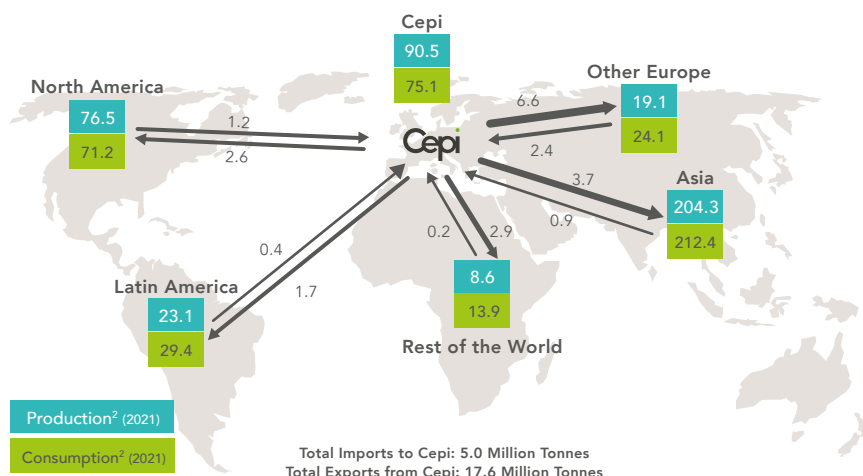 Cepi
90.5
75.1
North America
76.5
71.2
1.2
2.6
Cepi
Other Europe
19.1
24.1
6.6
2.4
Asia
204.3
212.4
3.7
0.9
0.4
1.7
0.2
2.9
Latin America
23.1
29.4
8.6
13.9
Rest of the World
Production² (2021)
Consumption² (2021)
Total Imports to Cepi: 5.0 Million Tonnes
Total Exports from Cepi: 17.6 Million Tonnes